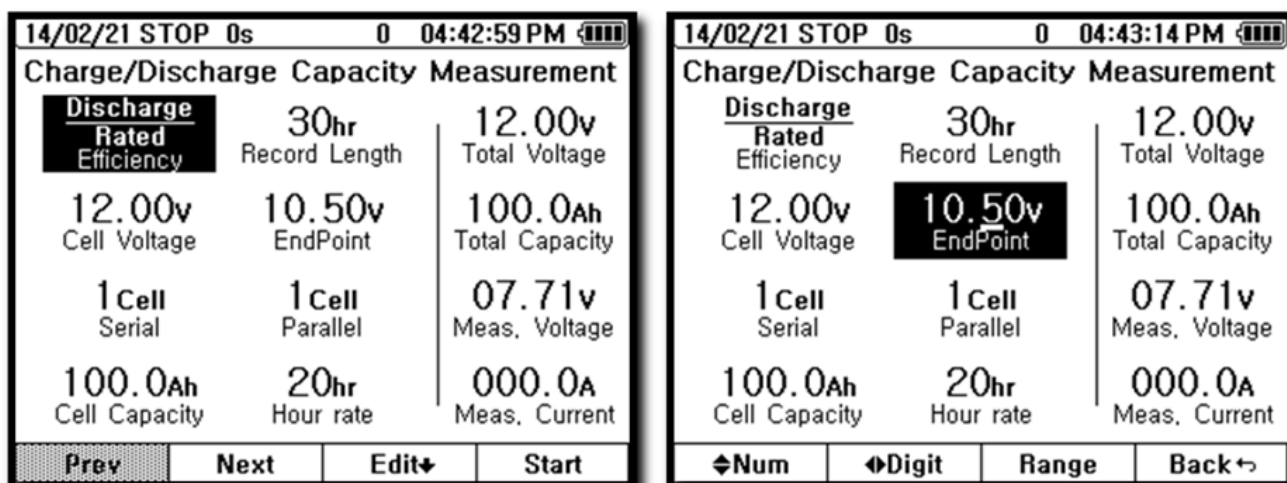 14/02/21 STOP 0s 0 04:42:59 PM
Charge/Discharge Capacity Measurement
Discharge
Rated
Efficiency
30hr
Record Length
12.00v
Total Voltage
12.00v
Cell Voltage
10.50v
EndPoint
100.0Ah
Total Capacity
1Cell
Serial
1Cell
Parallel
07.71v
Meas. Voltage
100.0Ah
Cell Capacity
20hr
Hour rate
000.0A
Meas. Current
Prev Next Edit↓ Start
14/02/21 STOP 0s 0 04:43:14 PM
Charge/Discharge Capacity Measurement
Discharge
Rated
Efficiency
30hr
Record Length
12.00v
Total Voltage
12.00v
Cell Voltage
10.50v
EndPoint
100.0Ah
Total Capacity
1Cell
Serial
1Cell
Parallel
07.71v
Meas. Voltage
100.0Ah
Cell Capacity
20hr
Hour rate
000.0A
Meas. Current
Num Digit Range Back